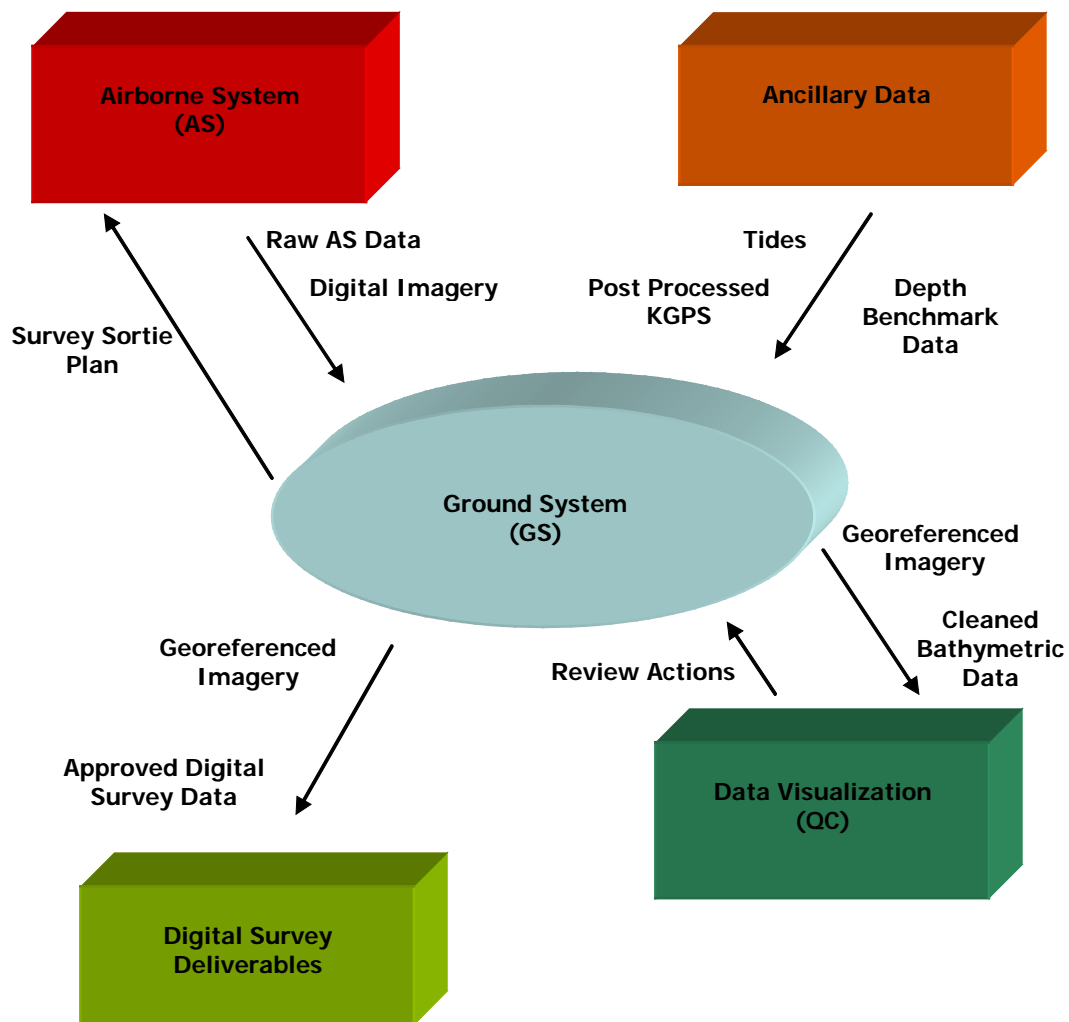 Airborne System
(AS)
Ancillary Data
Raw AS Data
Digital Imagery
Survey Sortie
Plan
Tides
Post Processed
KGPS
Depth
Benchmark
Data
Ground System
(GS)
Georeferenced
Imagery
Cleaned
Bathymetric
Data
Review Actions
Georeferenced
Imagery
Approved Digital
Survey Data
Data Visualization
(QC)
Digital Survey
Deliverables